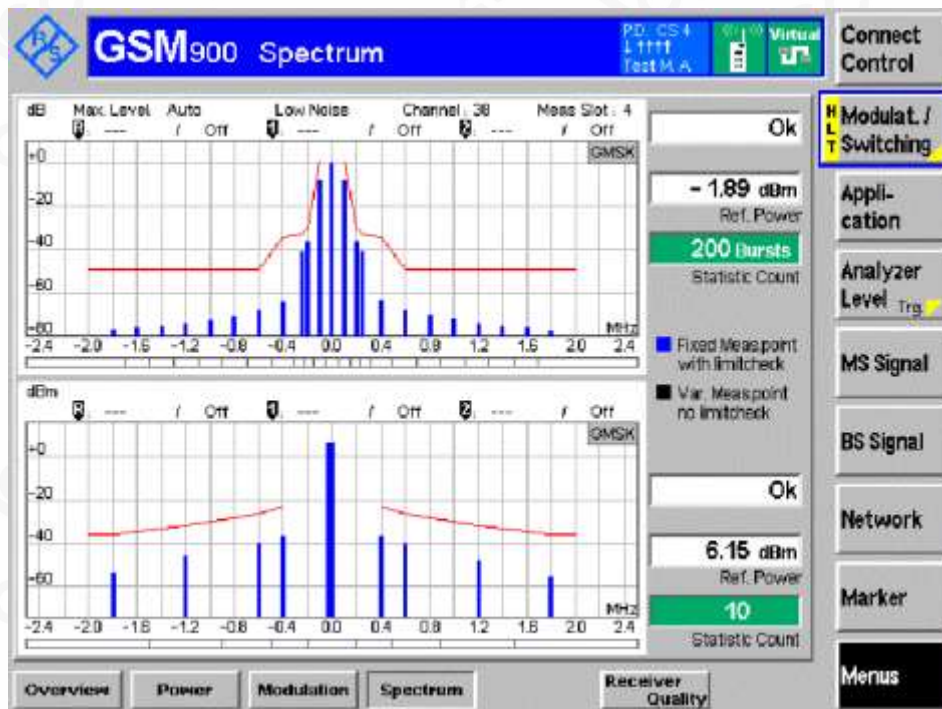 R S
GSM900 Spectrum
P.D. CS 4
Test M. A.
Virtual
Connect Control
dB Max. Level Auto Low Noise Channel : 38 Meas Slot : 4
R : --- / Off 1 : --- / Off 2 : --- / Off
GMSK
+0
-20
-40
-60
-80
MHz
-2.4 -2.0 -1.6 -1.2 -0.8 -0.4 0.0 0.4 0.8 1.2 1.6 2.0 2.4
Ok
- 1.89 dBm
Ref. Power
200 Bursts
Statistic Count
Fixed Meas.point
with limitcheck
Var. Meas.point
no limitcheck
dBm
R : --- / Off 1 : --- / Off 2 : --- / Off
GMSK
+0
-20
-40
-60
MHz
-2.4 -2.0 -1.6 -1.2 -0.8 -0.4 0.0 0.4 0.8 1.2 1.6 2.0 2.4
Ok
6.15 dBm
Ref. Power
10
Statistic Count
H L T
Modulat. /
Switching
Appli-
cation
Analyzer
Level Trg.
MS Signal
BS Signal
Network
Marker
Menus
Overview Power Modulation Spectrum Receiver
Quality